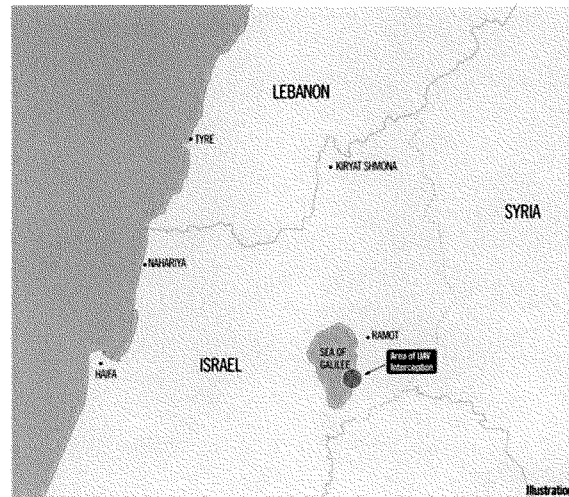 LEBANON
TYRE
KIRYAT SHMONA
SYRIA
NAHARIYA
RAMOT
SEA OF
GALILEE
Area of UAV
Interception
HAIFA
ISRAEL
Illustration